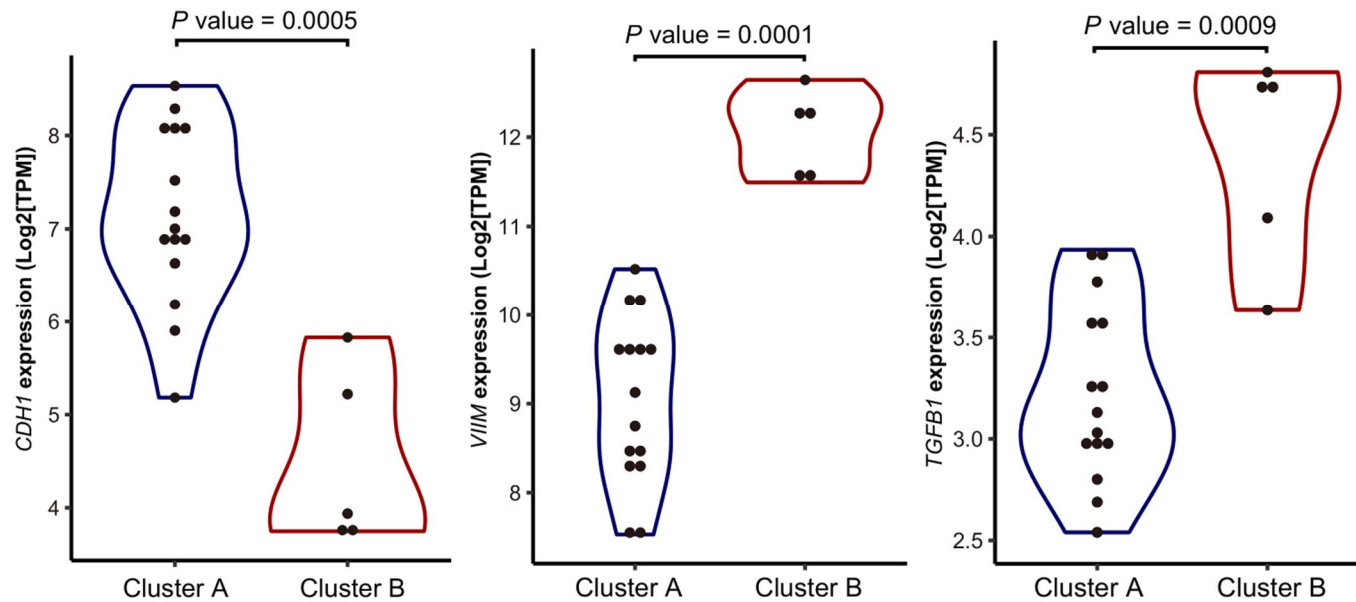 P value = 0.0005
CDH1 expression (Log2[TPM])
8
7
6
5
4
Cluster A
Cluster B
P value = 0.0001
VIIM expression (Log2[TPM])
12
11
10
9
8
Cluster A
Cluster B
P value = 0.0009
TGFB1 expression (Log2[TPM])
4.5
4.0
3.5
3.0
2.5
Cluster A
Cluster B